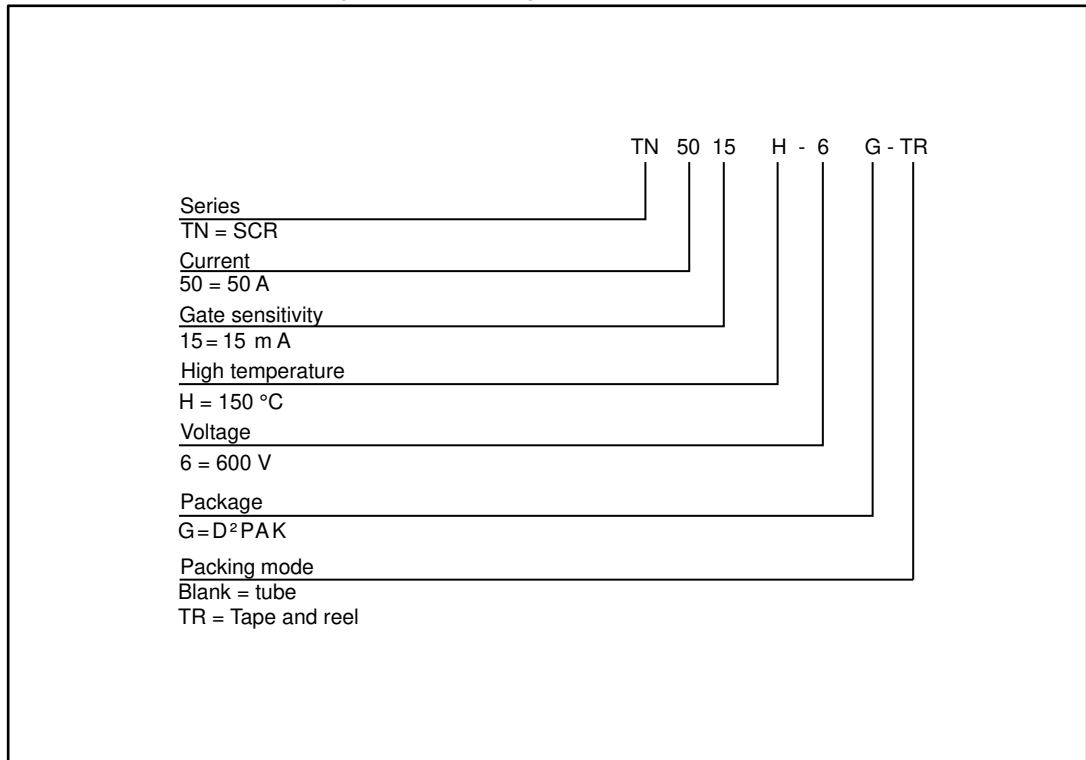 TN 50 15 H - 6 G - TR
Series
TN = SCR
Current
50 = 50 A
Gate sensitivity
15 = 15 m A
High temperature
H = 150 °C
Voltage
6 = 600 V
Package
G = D²PAK
Packing mode
Blank = tube
TR = Tape and reel